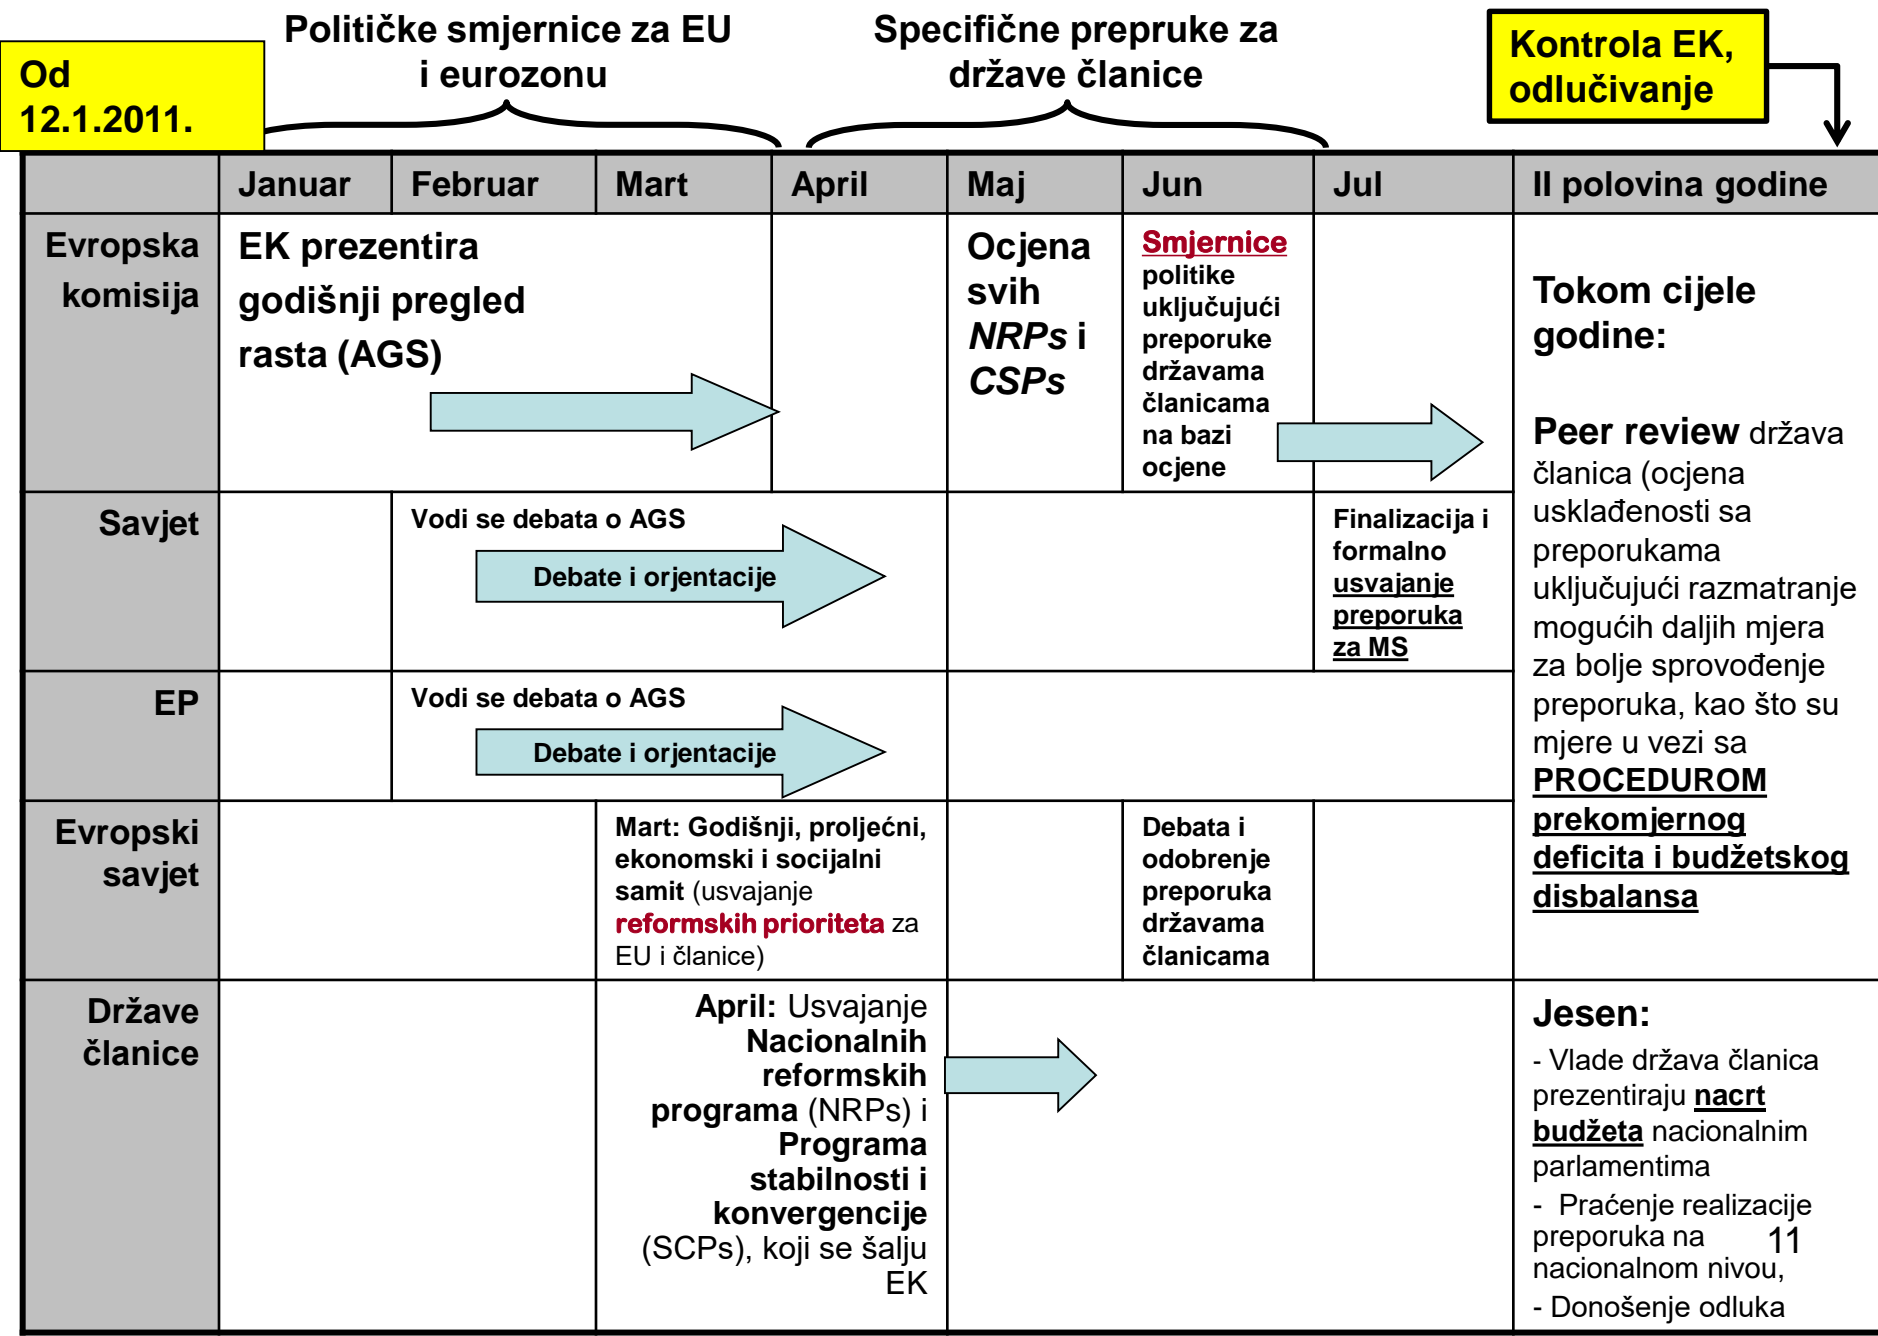 Političke smjernice za EU
i eurozonu
Specifične prepruke za
države članice
Kontrola EK,
odlučivanje
Od
12.1.2011.
Januar
Februar
Mart
April
Maj
Jun
Jul
II polovina godine
Evropska
komisija
EK prezentira
godišnji pregled
rasta (AGS)
Ocjena
svih
NRPs i
CSPs
Smjernice
politike
uključujući
preporuke
državama
članicama
na bazi
ocjene
Tokom cijele
godine:
Peer review država
članica (ocjena
usklađenosti sa
preporukama
uključujući razmatranje
mogućih daljih mjera
za bolje sprovođenje
preporuka, kao što su
mjere u vezi sa
PROCEDUROM
prekomjernog
deficita i budžetskog
disbalansa
Savjet
Vodi se debata o AGS
Debate i orjentacije
Finalizacija i
formalno
usvajanje
preporuka
za MS
EP
Vodi se debata o AGS
Debate i orjentacije
Evropski
savjet
Mart: Godišnji, proljećni,
ekonomski i socijalni
samit (usvajanje
reformskih prioriteta za
EU i članice)
Debata i
odobrenje
preporuka
državama
članicama
Države
članice
April: Usvajanje
Nacionalnih
reformskih
programa (NRPs) i
Programa
stabilnosti i
konvergencije
(SCPs), koji se šalju
EK
Jesen:
- Vlade država članica
prezentiraju nacrt
budžeta nacionalnim
parlamentima
- Praćenje realizacije
preporuka na
nacionalnom nivou,
- Donošenje odluka
11